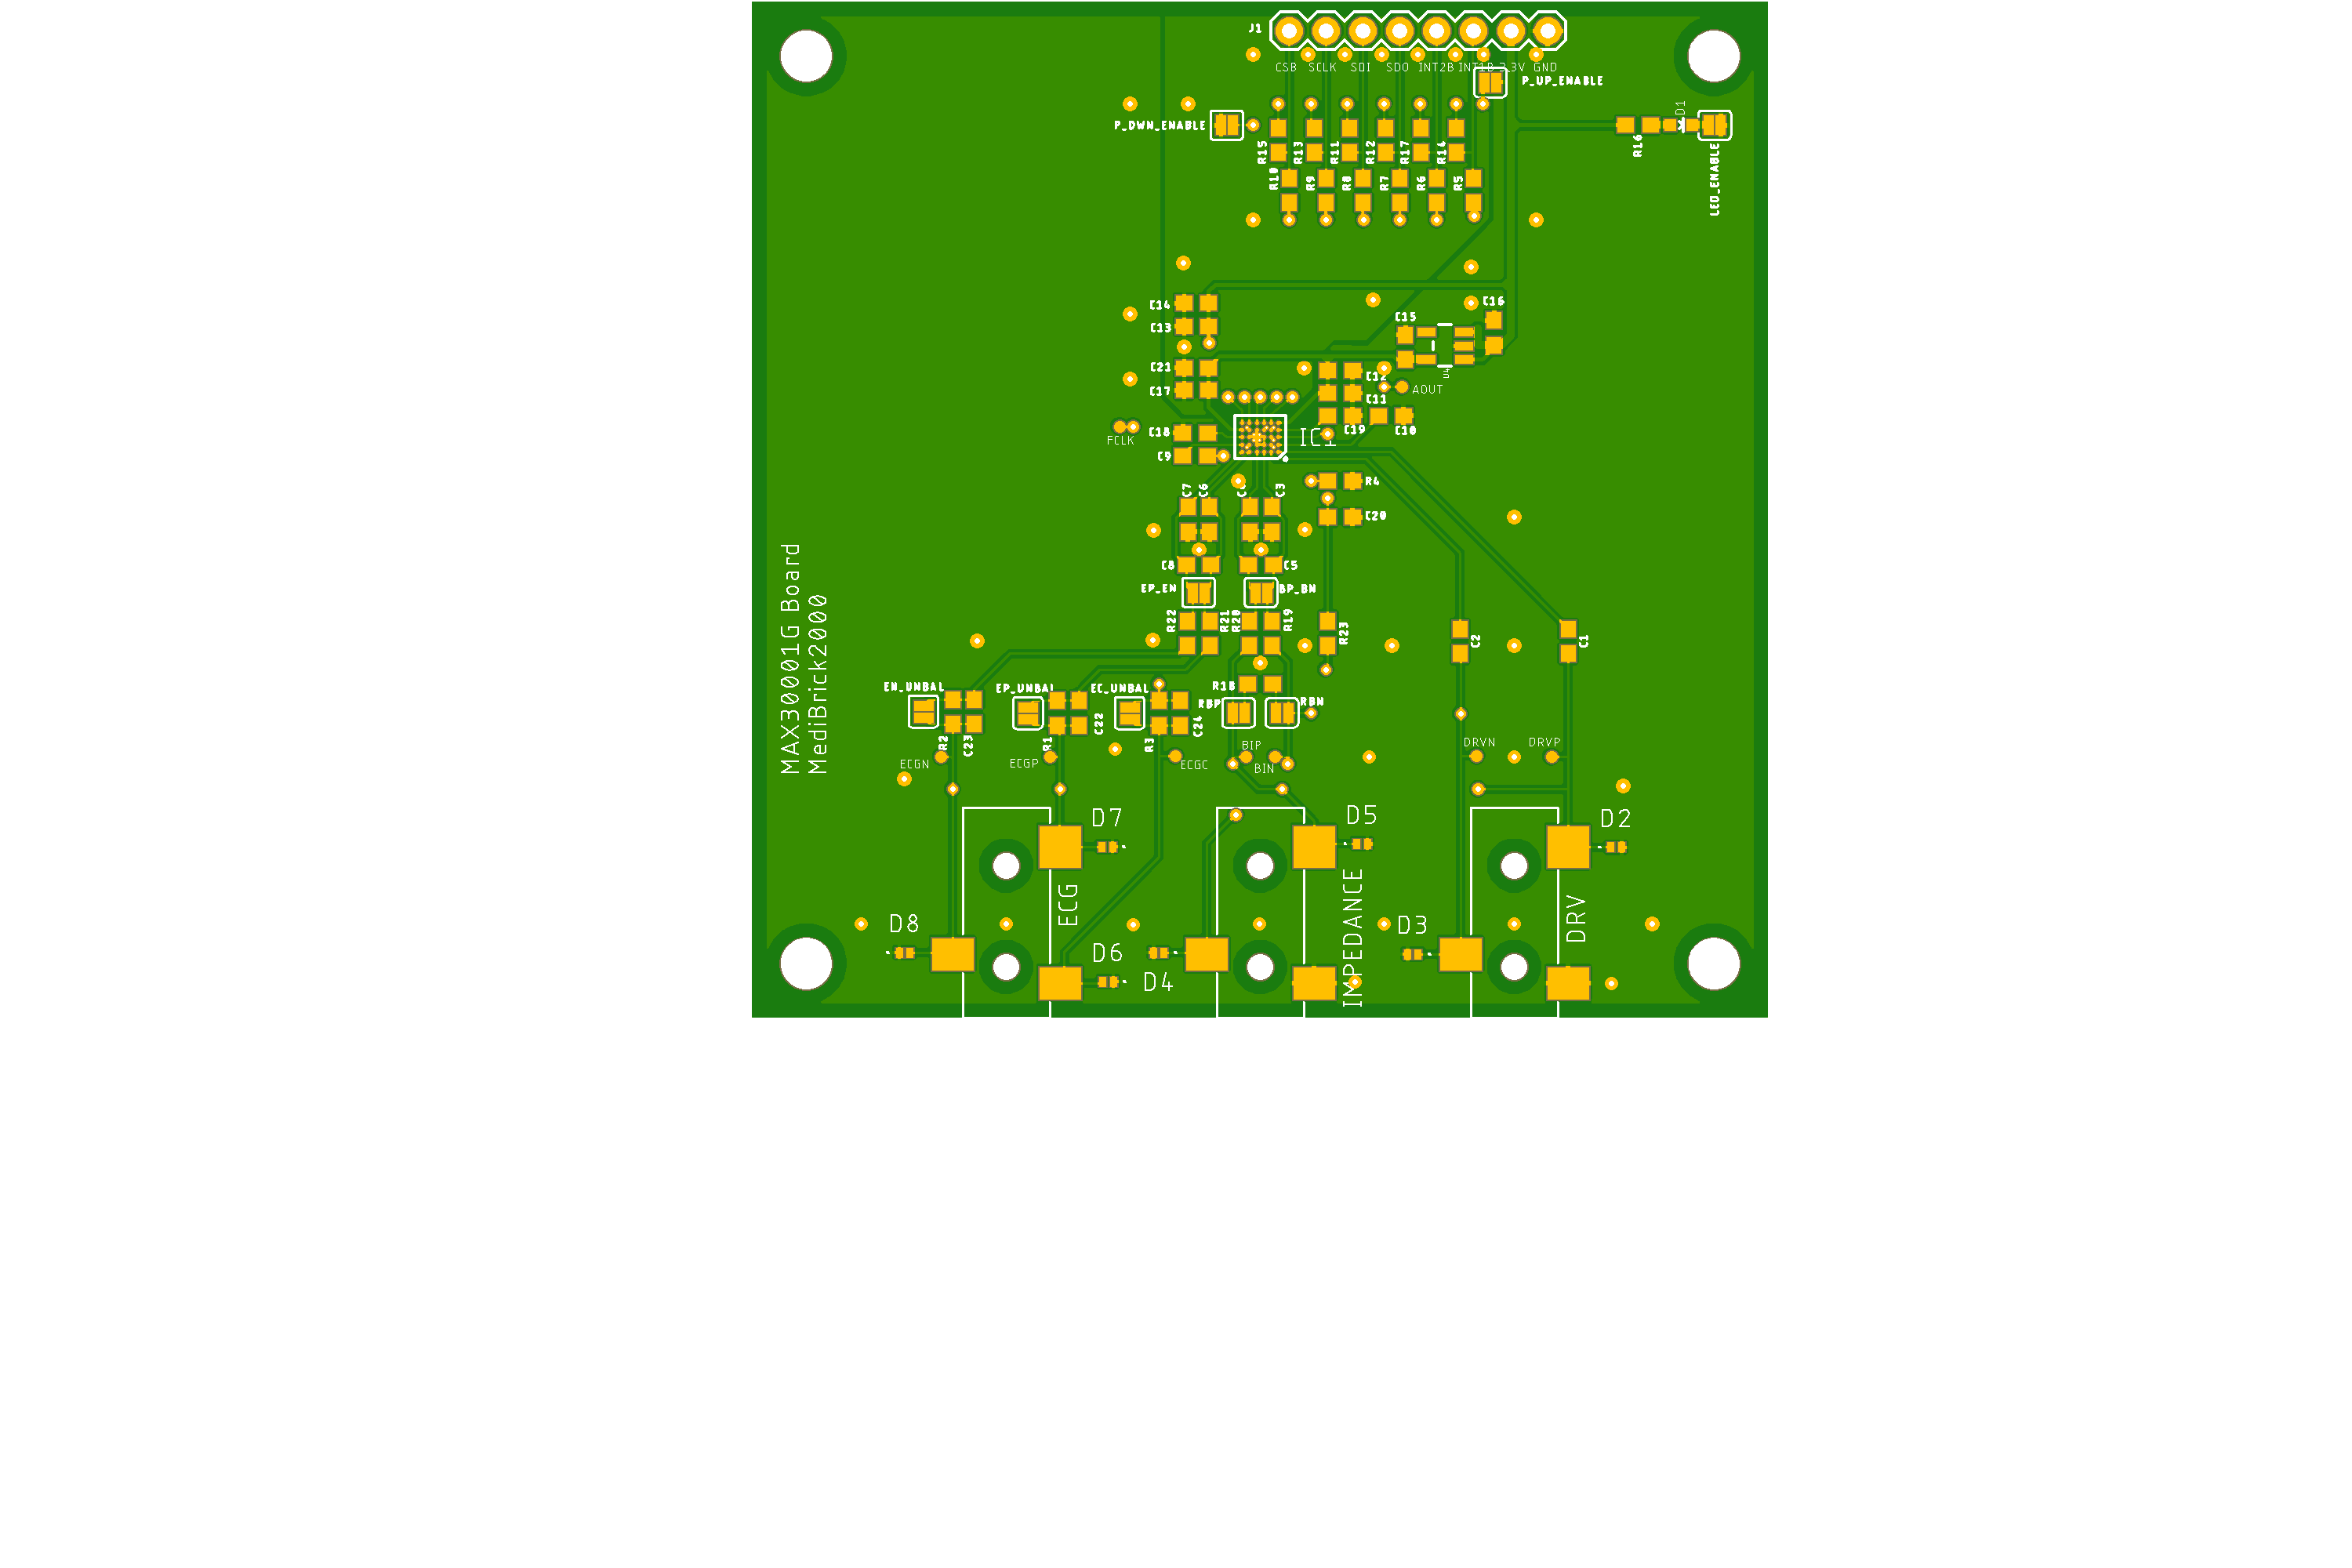 J1
CSB SCLK SDI SDO INT2B INT1B 3.3V GND
P_UP_ENABLE
P_DWN_ENABLE
D1
R16
LED_ENABLE
R15 R13 R11 R12 R17 R14
R10 R9 R8 R7 R6 R5
C14
C13
C15
C16
U4
C21
C17
C12
AOUT
C11
C19
C10
FCLK
C18
IC1
C9
R4
C7 C6 C3
C20
C8
C5
EP_EN
BP_BN
R22 R21 R20 R19
R23
C2
C1
MAX30001G Board
MediBrick2000
EN_UNBAL
EP_UNBAL
EC_UNBAL
R18
RBP
RBN
R2 C23
R1 C22
R3 C24
ECGN
ECGP
ECGC
BIP
BIN
DRVN
DRVP
D7
D5
D2
ECG
IMPEDANCE
DRV
D8
D6
D4
D3